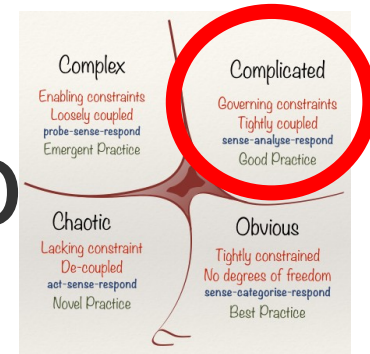 Complex
Enabling constraints
Loosely coupled
probe-sense-respond
Emergent Practice
Complicated
Governing constraints
Tightly coupled
sense-analyse-respond
Good Practice
Chaotic
Lacking constraint
De-coupled
act-sense-respond
Novel Practice
Obvious
Tightly constrained
No degrees of freedom
sense-categorise-respond
Best Practice